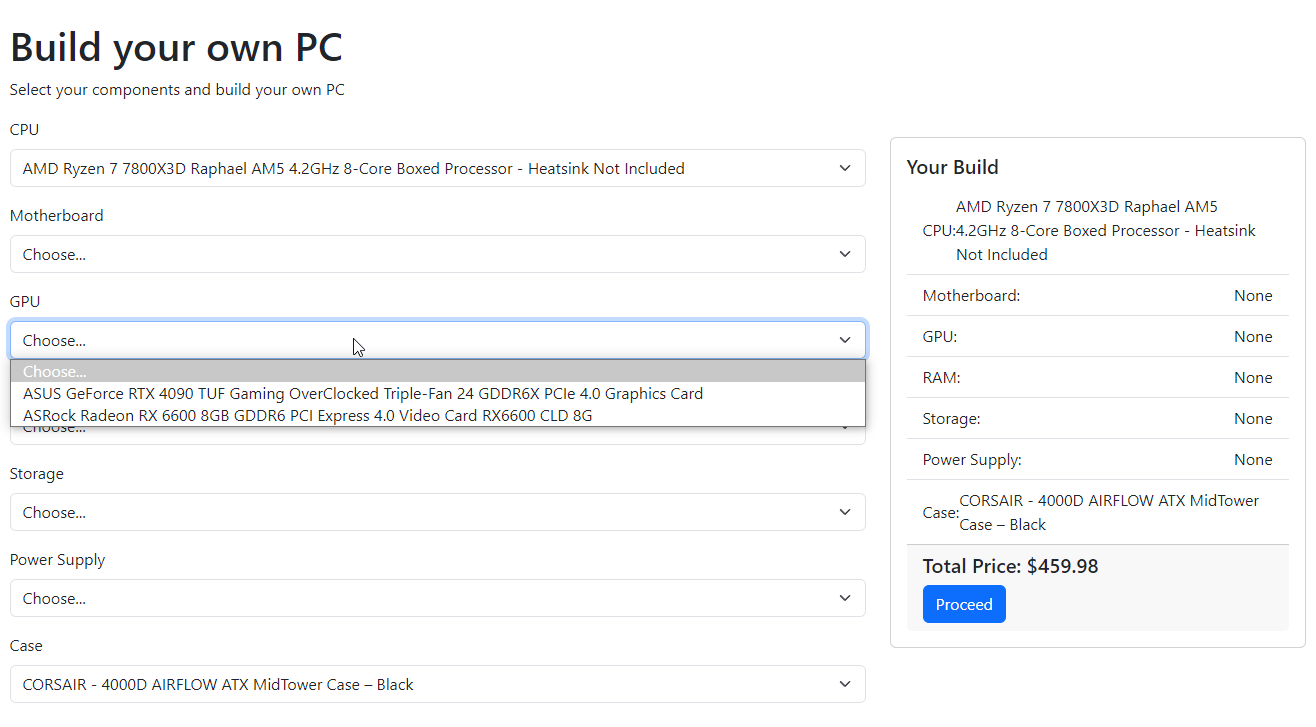 Build your own PC
Select your components and build your own PC
CPU
AMD Ryzen 7 7800X3D Raphael AM5 4.2GHz 8-Core Boxed Processor - Heatsink Not Included
Motherboard
Choose...
GPU
Choose...
Choose...
ASUS GeForce RTX 4090 TUF Gaming OverClocked Triple-Fan 24 GDDR6X PCIe 4.0 Graphics Card
ASRock Radeon RX 6600 8GB GDDR6 PCI Express 4.0 Video Card RX6600 CLD 8G
Choose...
Storage
Choose...
Power Supply
Choose...
Case
CORSAIR - 4000D AIRFLOW ATX MidTower Case – Black
Your Build
AMD Ryzen 7 7800X3D Raphael AM5
CPU:4.2GHz 8-Core Boxed Processor - Heatsink
Not Included
Motherboard: None
GPU: None
RAM: None
Storage: None
Power Supply: None
Case: CORSAIR - 4000D AIRFLOW ATX MidTower
Case – Black
Total Price: $459.98
Proceed